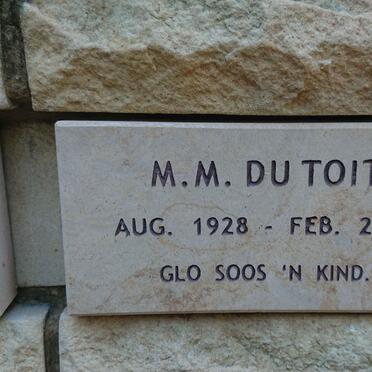 M.M. DU TOIT
AUG. 1928 - FEB. 2
GLO SOOS 'N KIND.